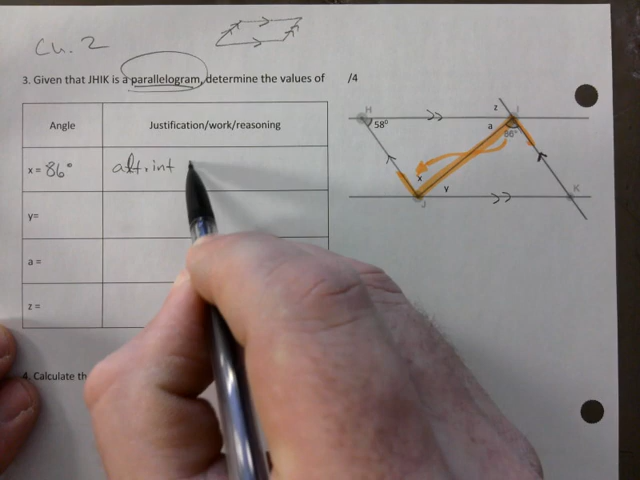 Ch. 2
3. Given that JHIK is a parallelogram, determine the values of /4
Angle Justification/work/reasoning
x = 86° alt. int
y=
a =
z =
4. Calculate th
H
58°
z
I
a
86°
x
y
J
K